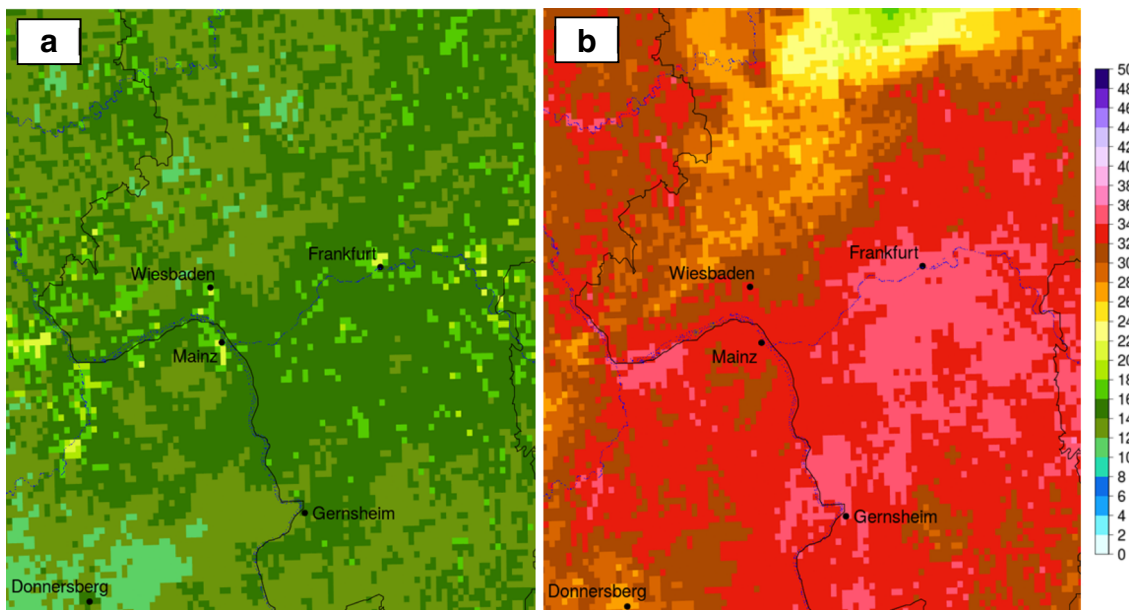 a
b
Frankfurt
Wiesbaden
Mainz
Gernsheim
Donnersberg
Frankfurt
Wiesbaden
Mainz
Gernsheim
Donnersberg
50
48
46
44
42
40
38
36
34
32
30
28
26
24
22
20
18
16
14
12
10
8
6
4
2
0